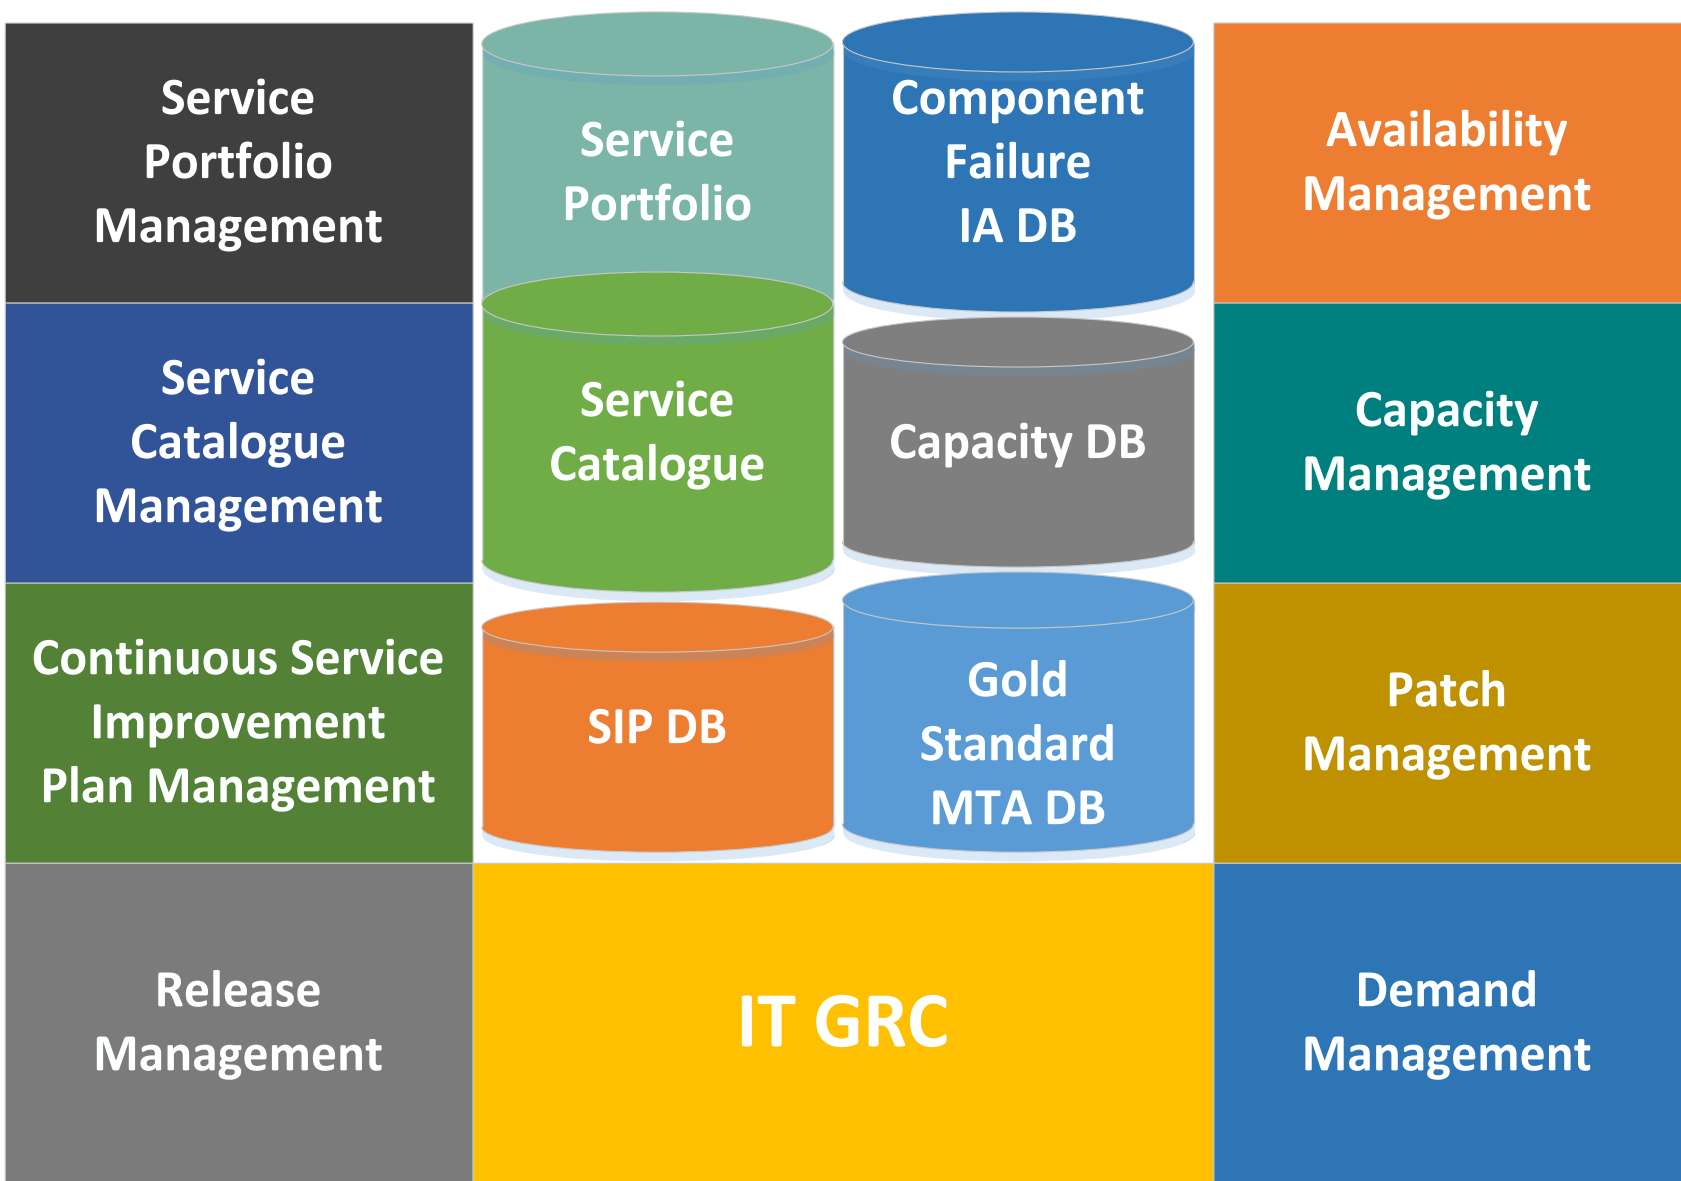 Service
Portfolio
Management
Service
Portfolio
Component
Failure
IA DB
Availability
Management
Service
Catalogue
Management
Service
Catalogue
Capacity DB
Capacity
Management
Continuous Service
Improvement
Plan Management
SIP DB
Gold
Standard
MTA DB
Patch
Management
Release
Management
IT GRC
Demand
Management